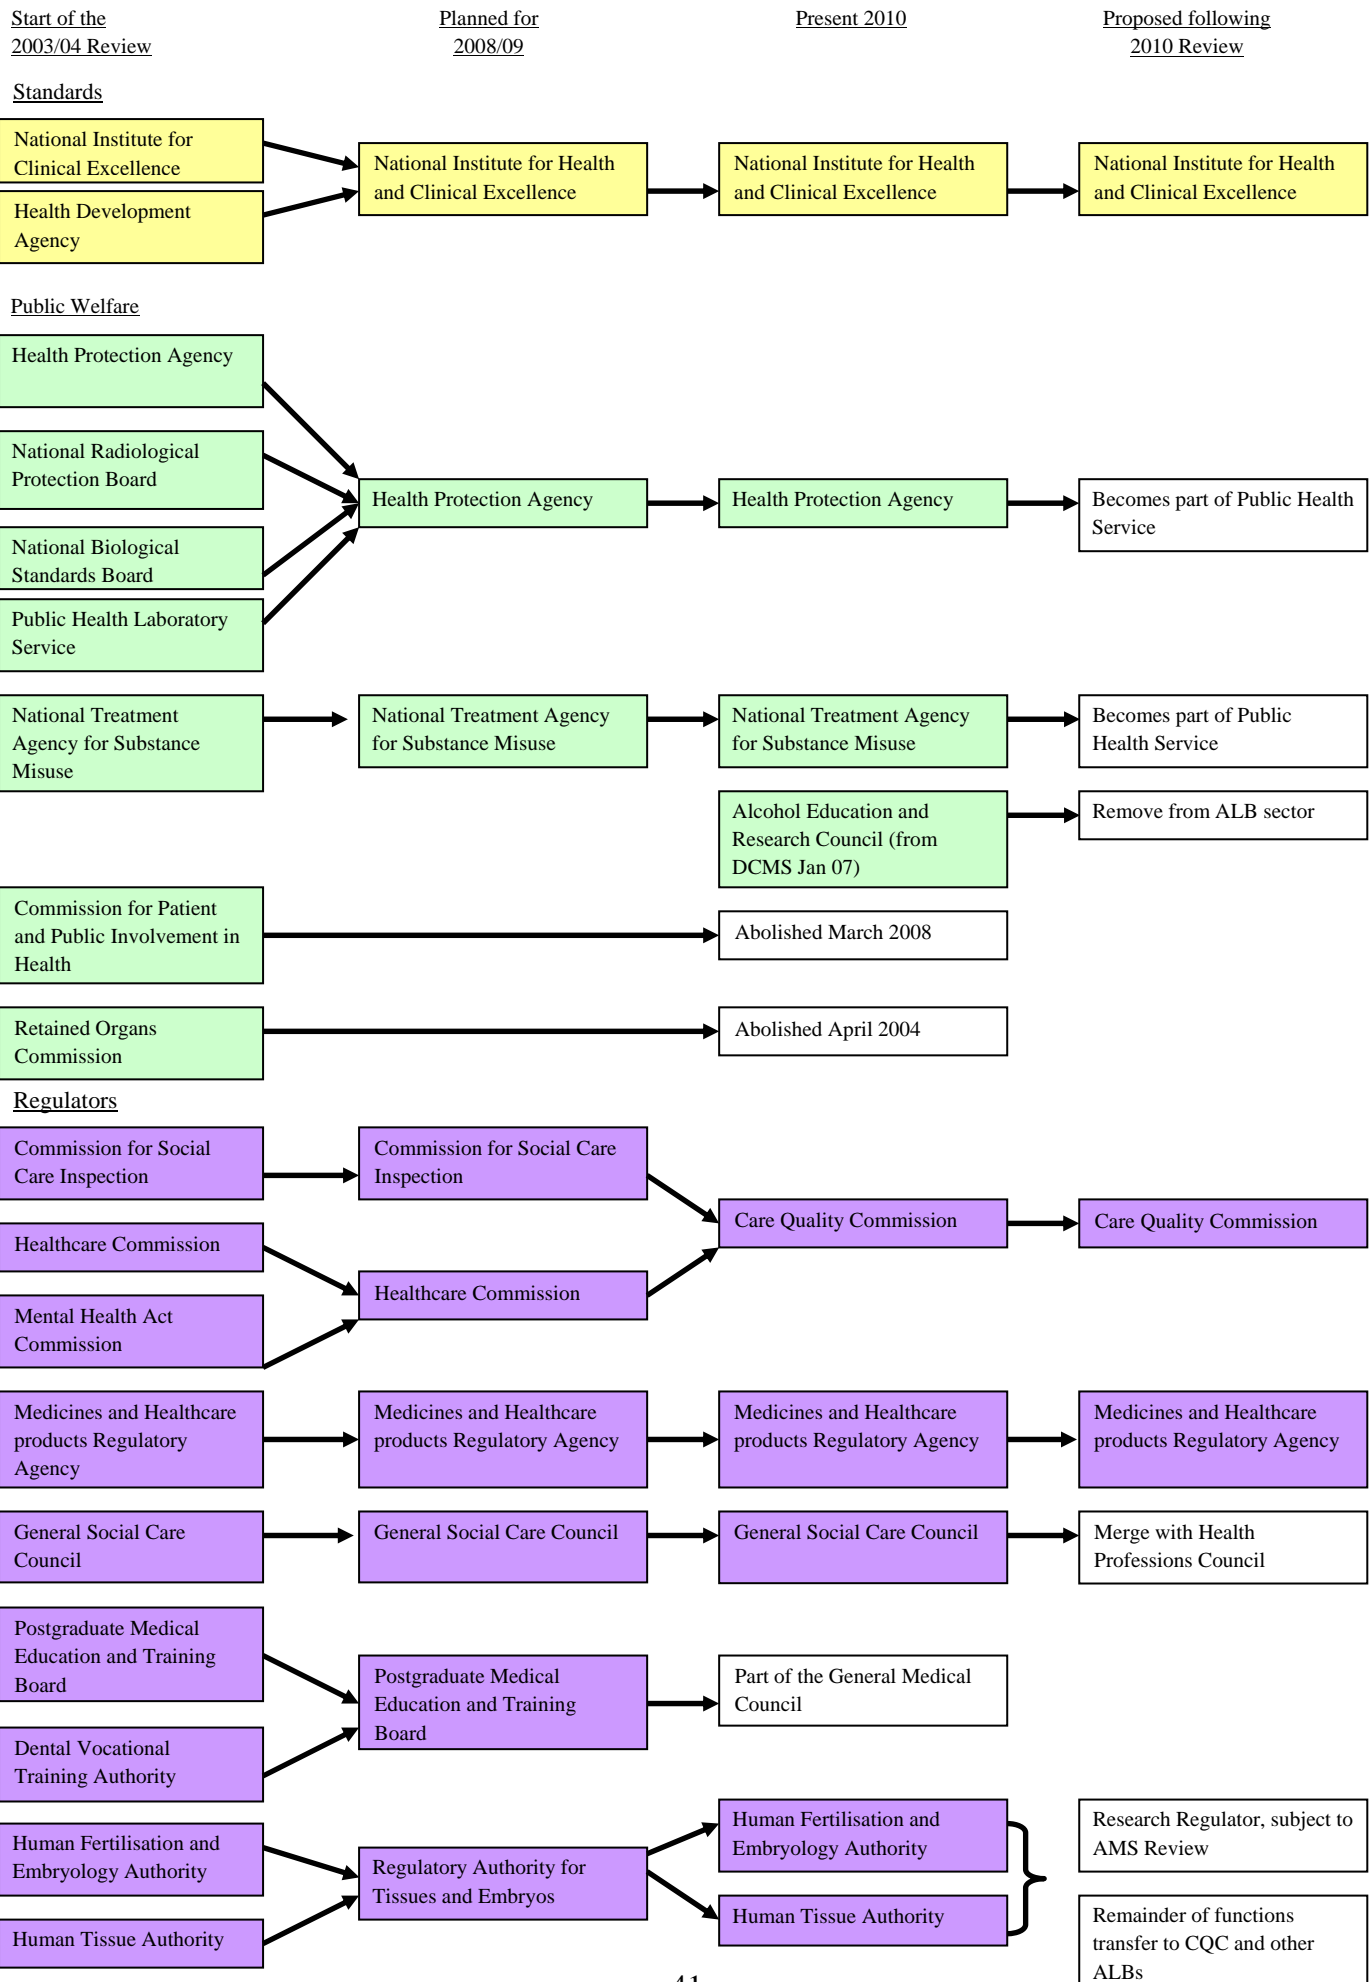 Start of the
2003/04 Review
Planned for
2008/09
Present 2010
Proposed following
2010 Review
Standards
National Institute for
Clinical Excellence
Health Development
Agency
National Institute for Health
and Clinical Excellence
National Institute for Health
and Clinical Excellence
National Institute for Health
and Clinical Excellence
Public Welfare
Health Protection Agency
National Radiological
Protection Board
National Biological
Standards Board
Public Health Laboratory
Service
Health Protection Agency
Health Protection Agency
Becomes part of Public Health
Service
National Treatment
Agency for Substance
Misuse
National Treatment Agency
for Substance Misuse
National Treatment Agency
for Substance Misuse
Becomes part of Public
Health Service
Alcohol Education and
Research Council (from
DCMS Jan 07)
Remove from ALB sector
Commission for Patient
and Public Involvement in
Health
Abolished March 2008
Retained Organs
Commission
Abolished April 2004
Regulators
Commission for Social
Care Inspection
Commission for Social Care
Inspection
Healthcare Commission
Mental Health Act
Commission
Healthcare Commission
Care Quality Commission
Care Quality Commission
Medicines and Healthcare
products Regulatory
Agency
Medicines and Healthcare
products Regulatory Agency
Medicines and Healthcare
products Regulatory Agency
Medicines and Healthcare
products Regulatory Agency
General Social Care
Council
General Social Care Council
General Social Care Council
Merge with Health
Professions Council
Postgraduate Medical
Education and Training
Board
Dental Vocational
Training Authority
Postgraduate Medical
Education and Training
Board
Part of the General Medical
Council
Human Fertilisation and
Embryology Authority
Human Tissue Authority
Regulatory Authority for
Tissues and Embryos
Human Fertilisation and
Embryology Authority
Human Tissue Authority
Research Regulator, subject to
AMS Review
Remainder of functions
transfer to CQC and other
ALBs
41